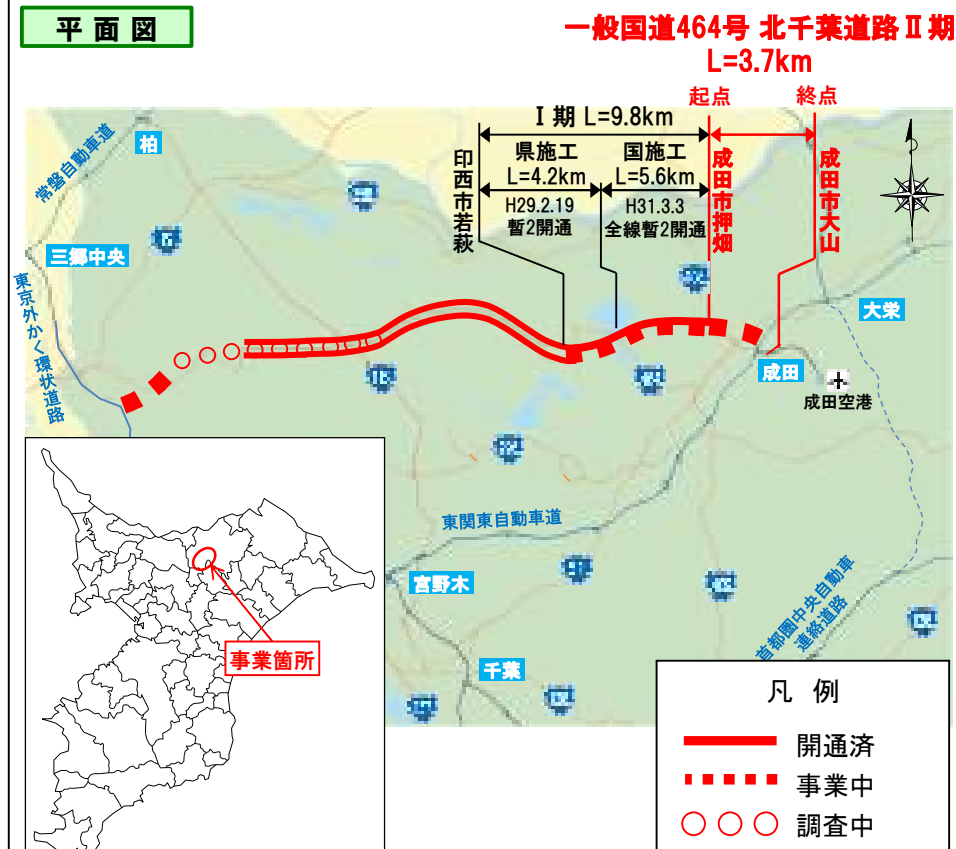 平面図
一般国道464号 北千葉道路Ⅱ期
L=3.7km
起点
終点
Ⅰ期 L=9.8km
県施工
L=4.2km
国施工
L=5.6km
H29.2.19
暫2開通
H31.3.3
全線暫2開通
印西市若萩
成田市押畑
成田市大山
常磐自動車道
柏
三郷中央
東京外かく環状道路
大栄
成田
成田空港
東関東自動車道
宮野木
首都圏中央自動車
連絡道路
千葉
事業箇所
凡例
開通済
事業中
調査中